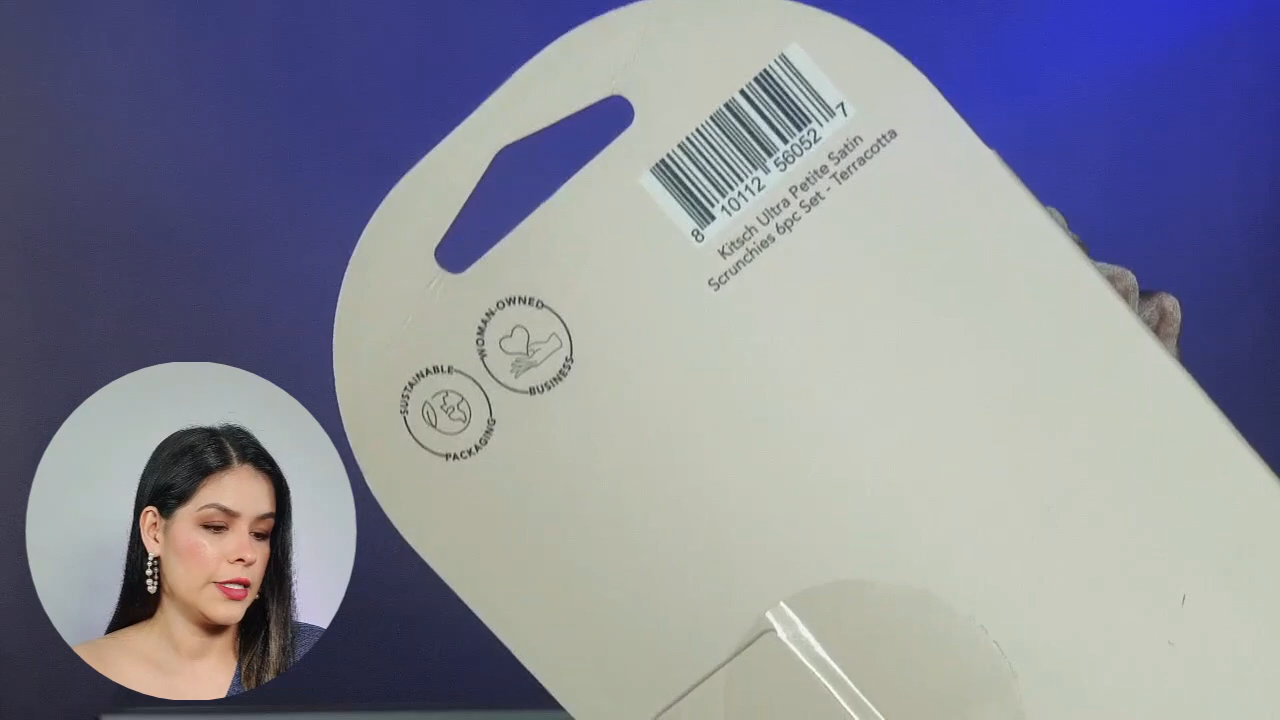 8 10112 56052 7
Kitsch Ultra Petite Satin
Scrunchies 6pc Set - Terracotta
WOMAN-OWNED
BUSINESS
SUSTAINABLE
PACKAGING